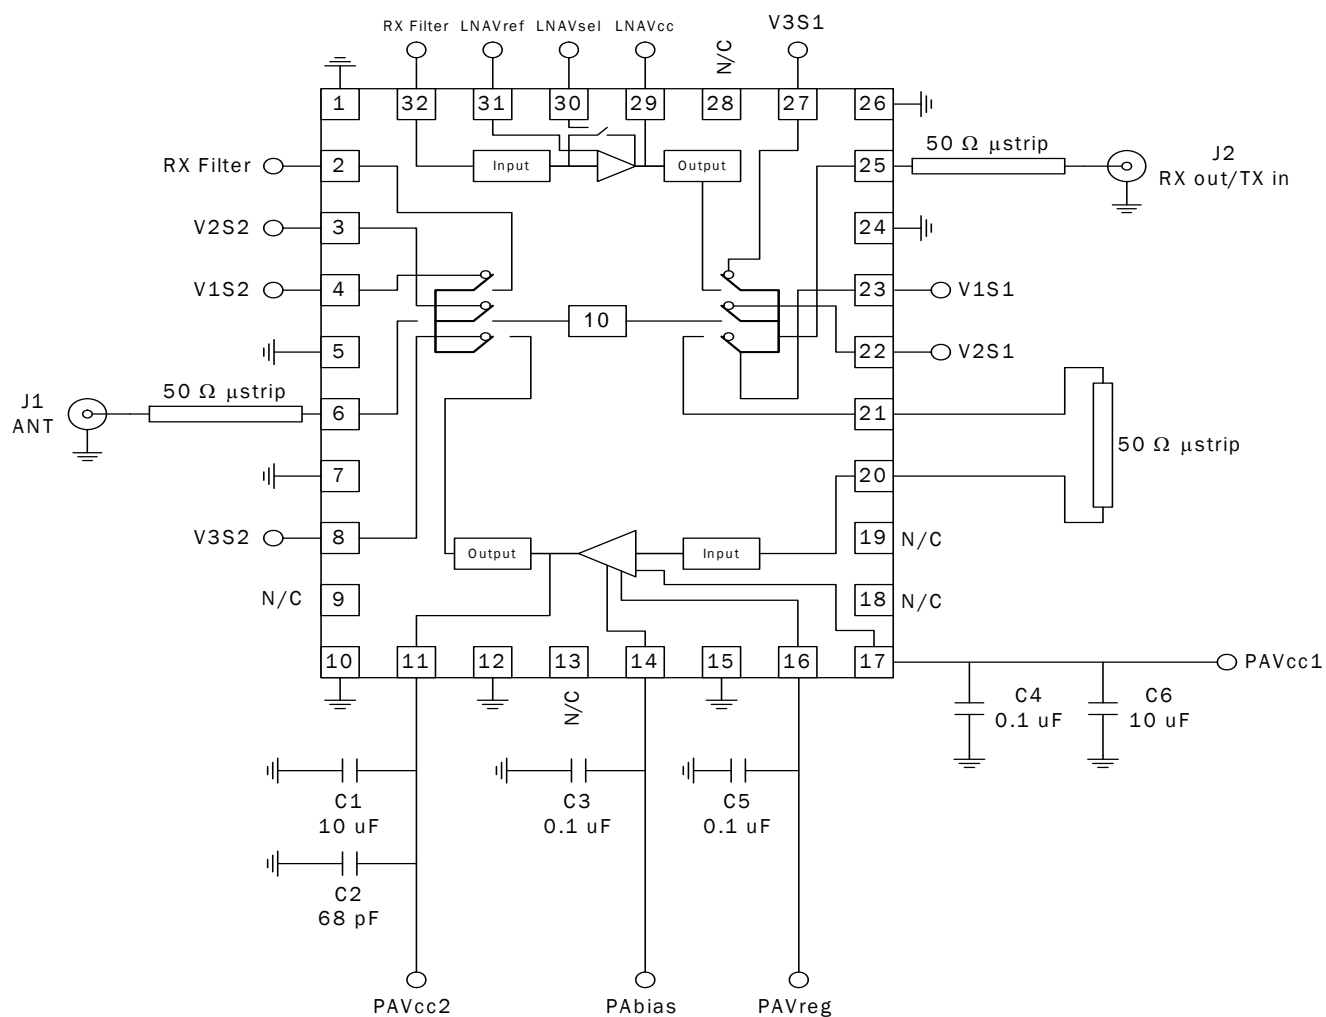 RX Filter LNAVref LNAVsel LNAVcc
N/C
V3S1
1 32 31 30 29 28 27 26
RX Filter 2
Input
Output
25
50 Ω μstrip
J2
RX out/TX in
V2S2 3
24
V1S2 4
23 V1S1
10
5
22 V2S1
J1
ANT
50 Ω μstrip
6
21
50 Ω μstrip
7
20
V3S2 8
Output
Input
19 N/C
N/C 9
18 N/C
10 11 12 13 14 15 16 17
PAVcc1
N/C
C4
0.1 uF
C6
10 uF
C1
10 uF
C3
0.1 uF
C5
0.1 uF
C2
68 pF
PAVcc2 PAbias PAVreg